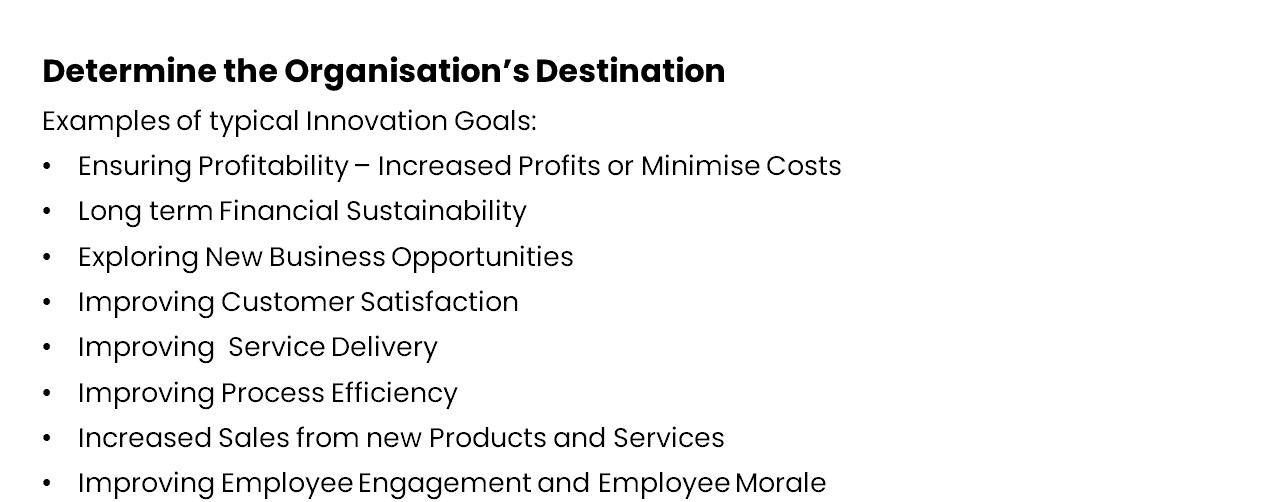 Determine the Organisation’s Destination
Examples of typical Innovation Goals:
• Ensuring Profitability – Increased Profits or Minimise Costs
• Long term Financial Sustainability
• Exploring New Business Opportunities
• Improving Customer Satisfaction
• Improving  Service Delivery
• Improving Process Efficiency
• Increased Sales from new Products and Services
• Improving Employee Engagement and Employee Morale